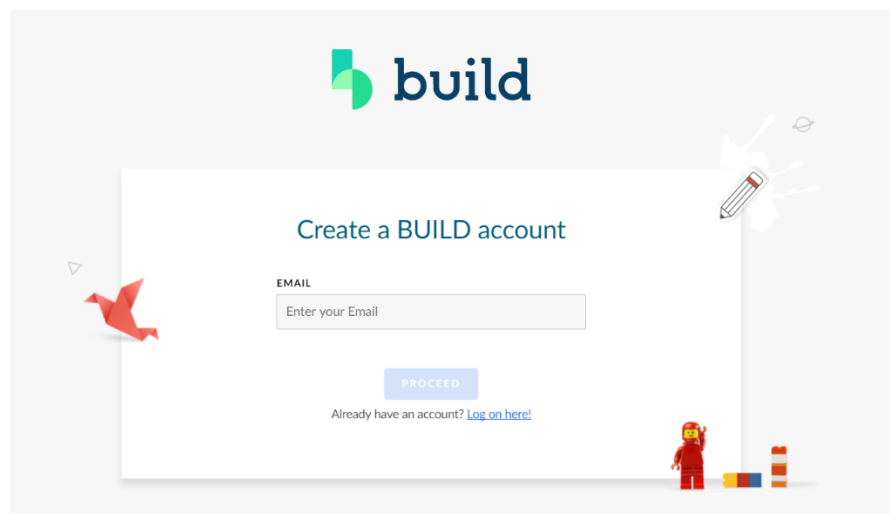 build
Create a BUILD account
EMAIL
Enter your Email
PROCEED
Already have an account? Log on here!